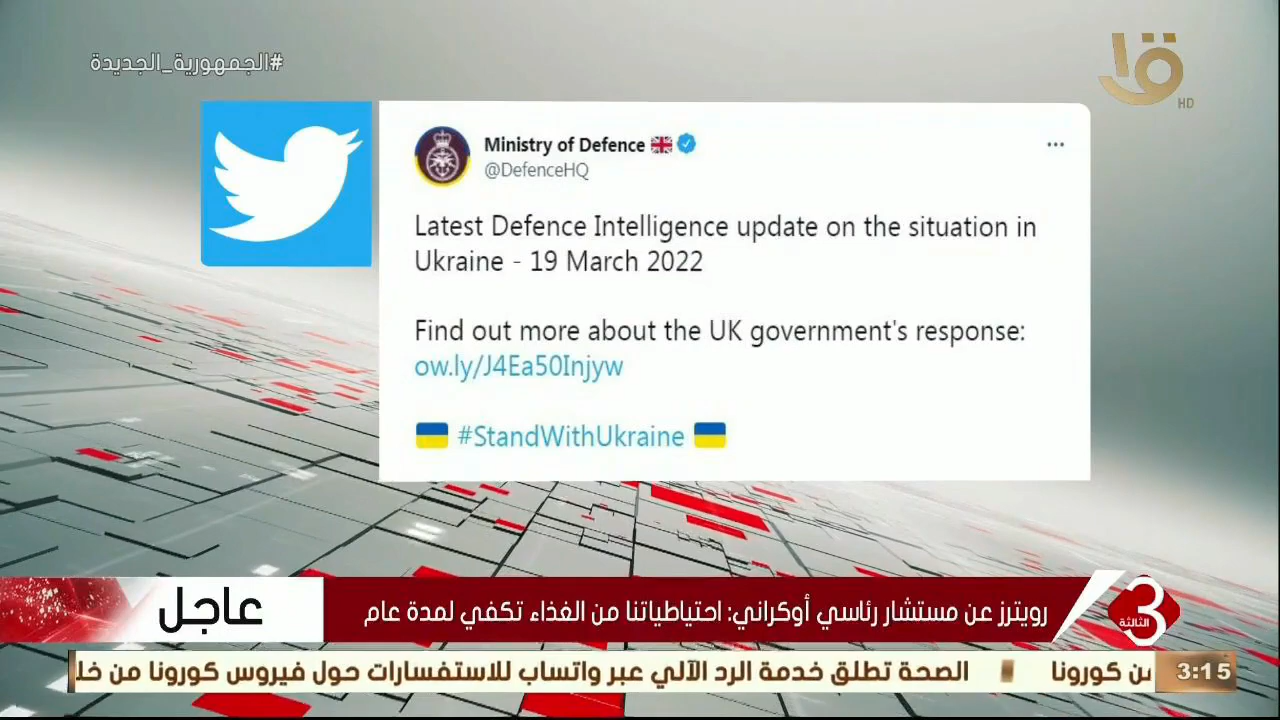 #الجمهورية_الجديدة
HD
Ministry of Defence
@DefenceHQ
Latest Defence Intelligence update on the situation in
Ukraine - 19 March 2022
Find out more about the UK government's response:
ow.ly/J4Ea50Injyw
#StandWithUkraine
عاجل
رويترز عن مستشار رئاسي أوكراني: احتياطياتنا من الغذاء تكفي لمدة عام
3
الثالثة
كورونا
الصحة تطلق خدمة الرد الآلي عبر واتساب للاستفسارات حول فيروس كورونا من
3:15